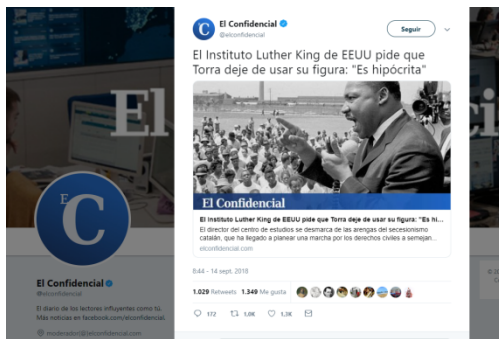 El Confidencial
@elconfidencial
Seguir
El Instituto Luther King de EEUU pide que
Torra deje de usar su figura: "Es hipócrita"
El Confidencial
El Instituto Luther King de EEUU pide que Torra deje de usar su figura: "Es hi...
El director del centro de estudios se desmarca de las arengas del secesionismo
catalán, que ha llegado a planear una marcha por los derechos civiles a semejan...
elconfidencial.com
8:44 - 14 sept. 2018
1.029 Retweets 1.349 Me gusta
172 1,0K 1,3K
El
E
C
El Confidencial
@elconfidencial
El diario de los lectores influyentes como tú.
Más noticias en facebook.com/elconfidencial.